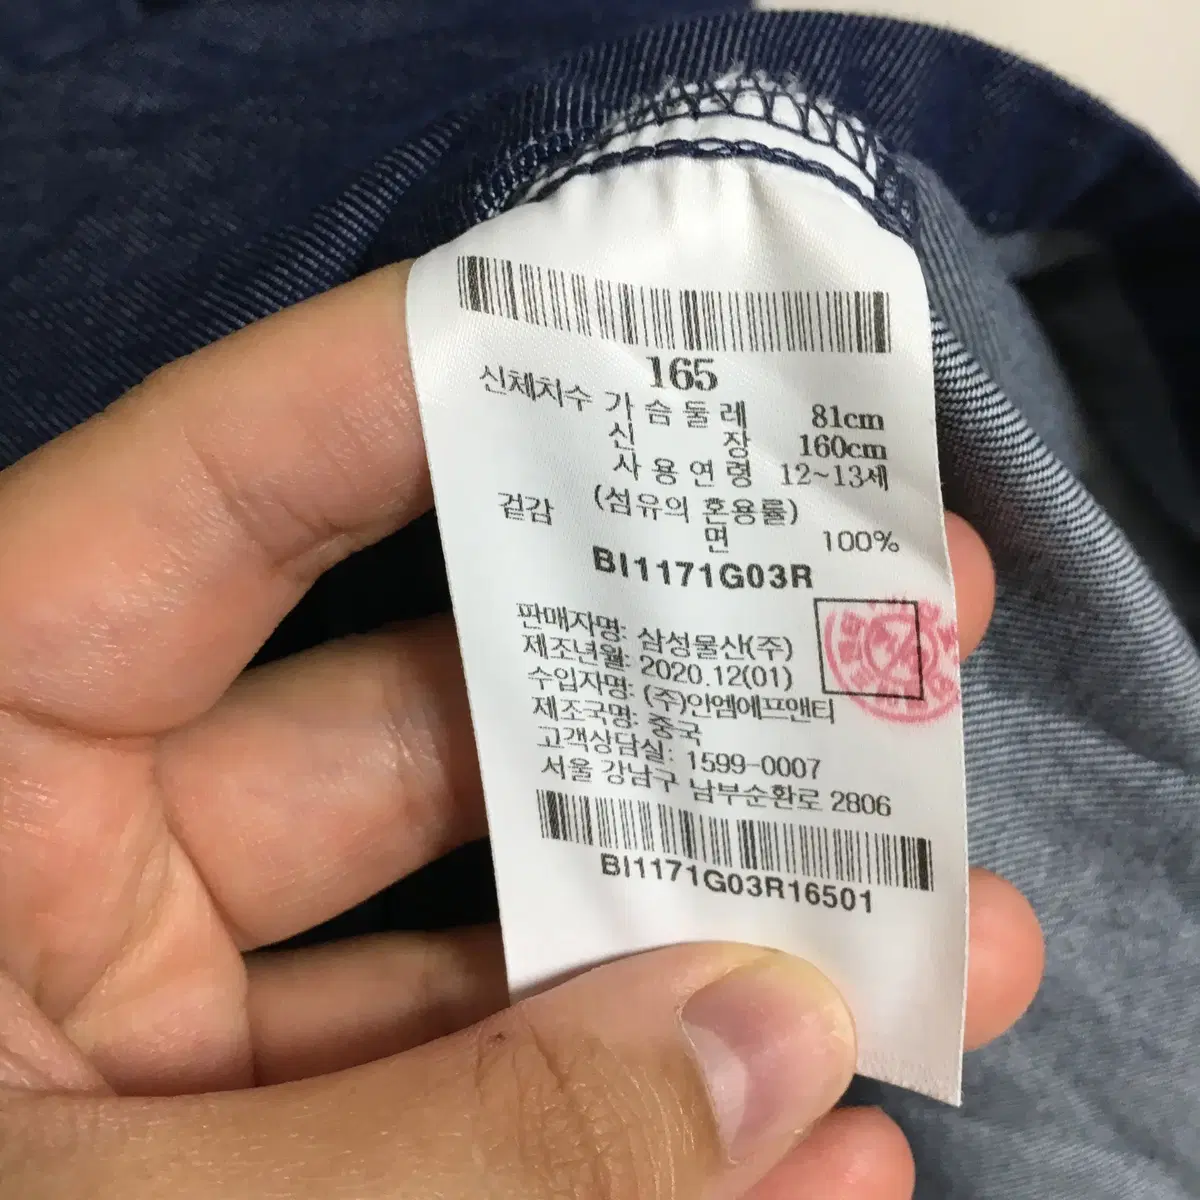 165
신체치수 가슴둘레 81cm
신장 160cm
사용연령 12~13세
겉감 (섬유의 혼용률)
면 100%
BI1171G03R
판매자명: 삼성물산(주)
제조년월: 2020.12(01)
수입자명: (주)안엠에프앤티
제조국명: 중국
고객상담실: 1599-0007
서울 강남구 남부순환로 2806
BI1171G03R16501